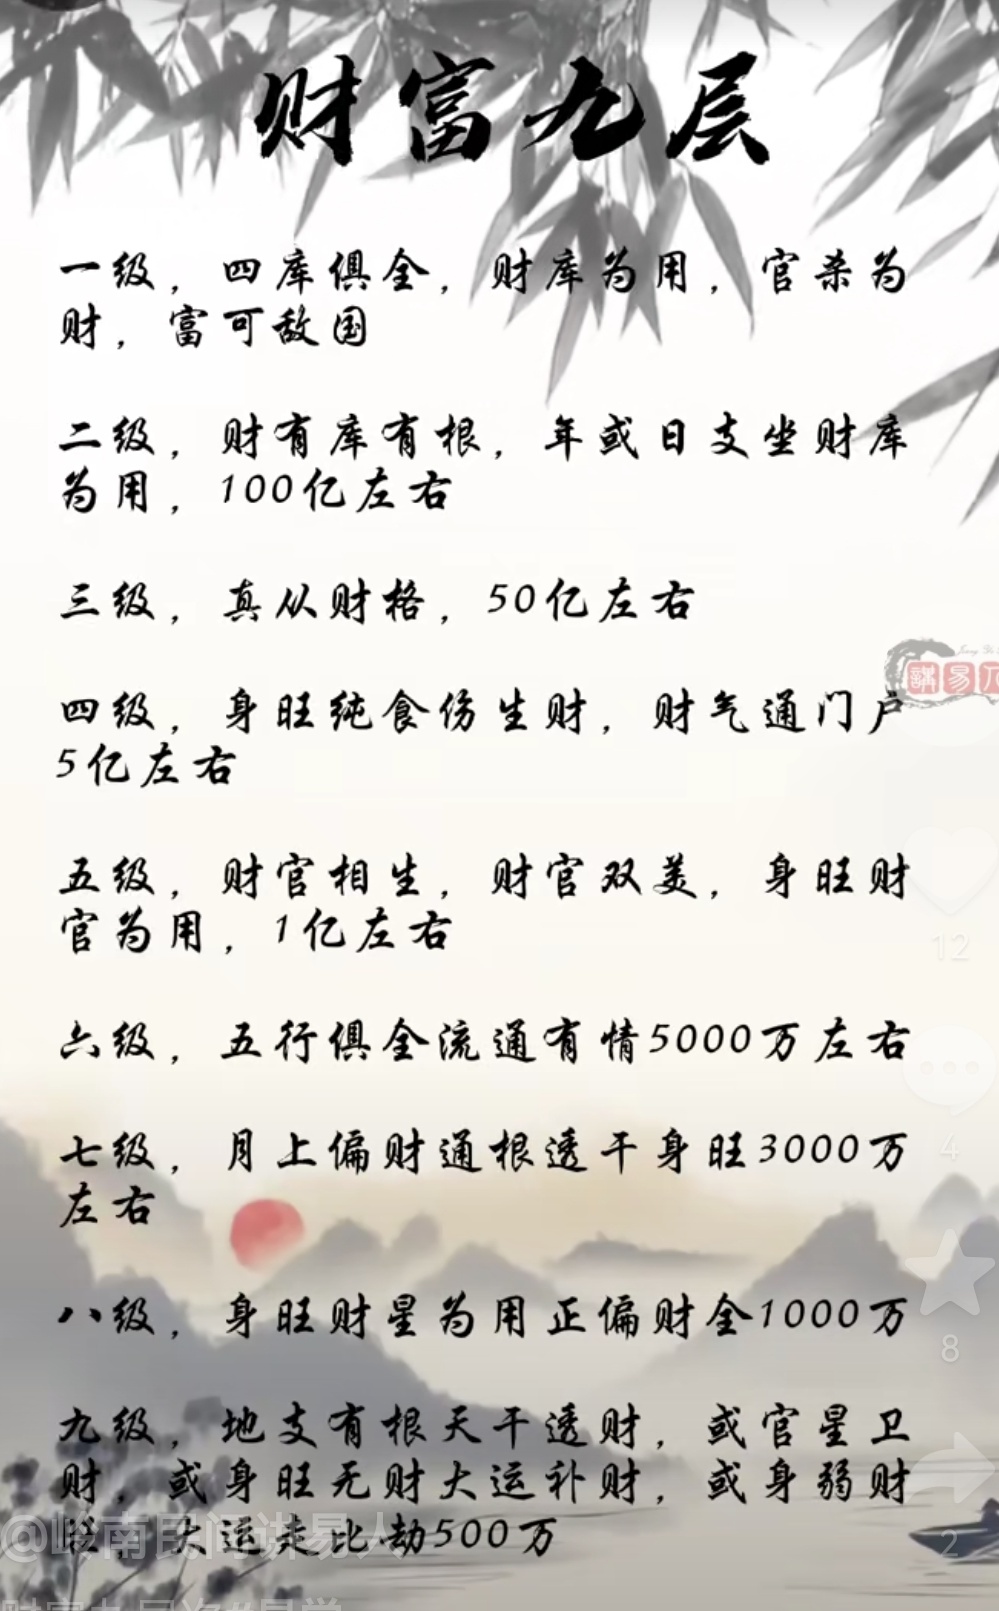 财富九层
一级，四库俱全，财库为用，官杀为
财，富可敌国
二级，财有库有根，年或日支坐财库
为用，100亿左右
三级，真从财格，50亿左右
四级，身旺纯食伤生财，财气通门户
5亿左右
五级，财官相生，财官双美，身旺财
官为用，1亿左右
12
六级，五行俱全流通有情5000万左右
4
七级，月上偏财通根透干身旺3000万
左右
八级，身旺财星为用正偏财全1000万
8
九级，地支有根天干透财，或官星卫
财，或身旺无财大运补财，或身弱财
大运走比劫500万
2
@岭南民间谋易人